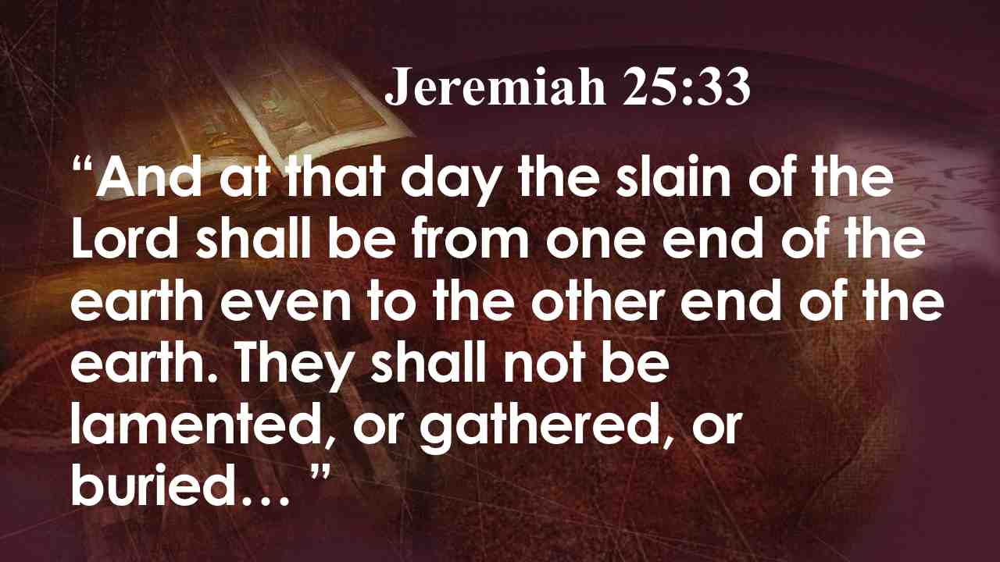 Jeremiah 25:33
“And at that day the slain of the
Lord shall be from one end of the
earth even to the other end of the
earth. They shall not be
lamented, or gathered, or
buried… ”